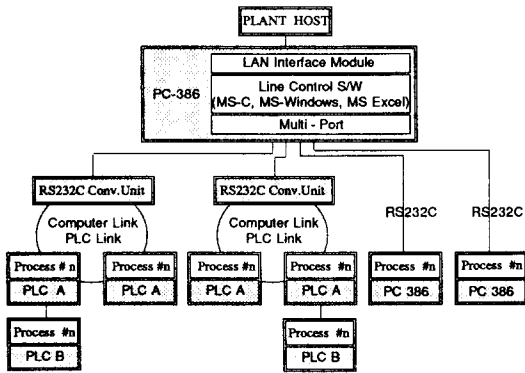 PLANT HOST
LAN Interface Module
PC-386
Line Control S/W
(MS-C, MS-Windows, MS Excel)
Multi - Port
RS232C Conv.Unit
RS232C Conv.Unit
RS232C
RS232C
Computer Link
PLC Link
Computer Link
PLC Link
Process # n
Process #n
Process #n
Process #n
Process #n
Process #n
PLC A
PLC A
PLC A
PLC A
PC 386
PC 386
Process #n
Process #n
PLC B
PLC B